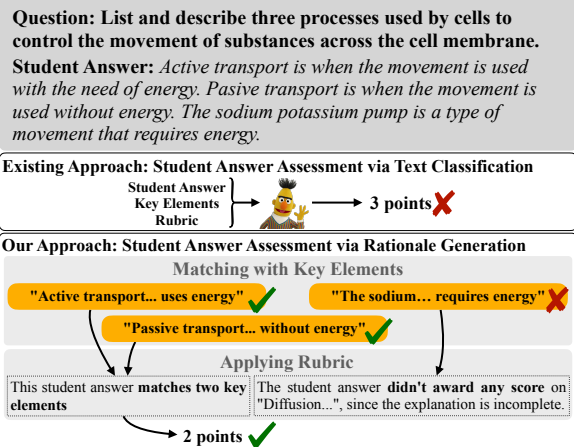 Question: List and describe three processes used by cells to
control the movement of substances across the cell membrane.
Student Answer: Active transport is when the movement is used
with the need of energy. Pasive transport is when the movement is
used without energy. The sodium potassium pump is a type of
movement that requires energy.
Existing Approach: Student Answer Assessment via Text Classification
Student Answer
Key Elements
Rubric
3 points
Our Approach: Student Answer Assessment via Rationale Generation
Matching with Key Elements
"Active transport... uses energy"
"The sodium… requires energy"
"Passive transport... without energy"
Applying Rubric
This student answer matches two key
elements
The student answer didn't award any score on
"Diffusion...", since the explanation is incomplete.
2 points